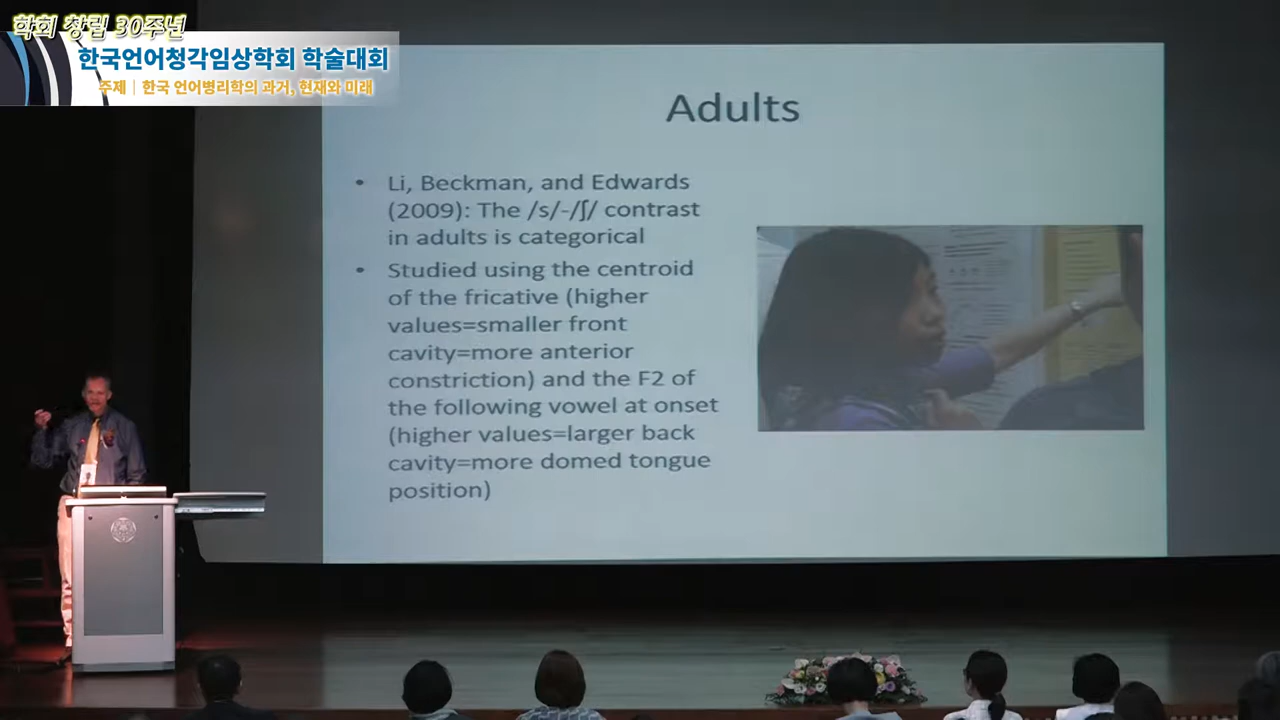 학회 창립 30주년
한국언어청각임상학회 학술대회
주제 | 한국 언어병리학의 과거, 현재와 미래
Adults
• Li, Beckman, and Edwards
(2009): The /s/-/ʃ/ contrast
in adults is categorical
• Studied using the centroid
of the fricative (higher
values=smaller front
cavity=more anterior
constriction) and the F2 of
the following vowel at onset
(higher values=larger back
cavity=more domed tongue
position)